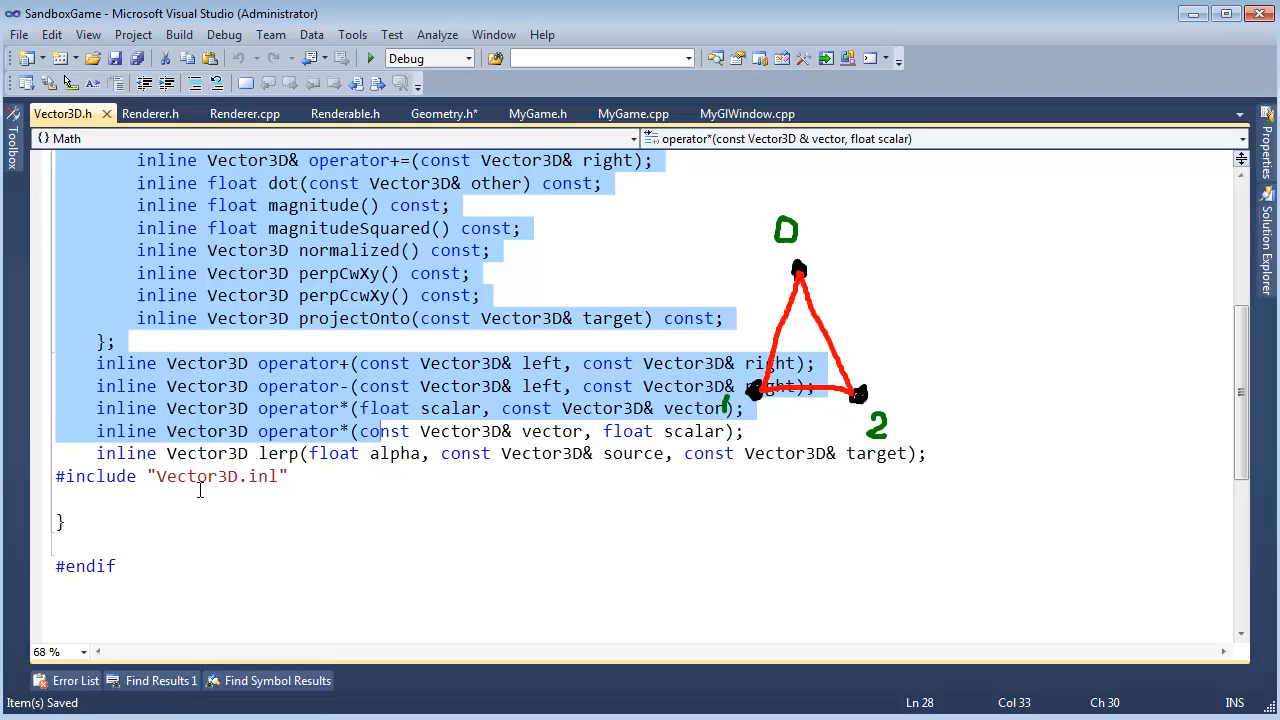 SandboxGame - Microsoft Visual Studio (Administrator)
File Edit View Project Build Debug Team Data Tools Test Analyze Window Help
Debug
Vector3D.h Renderer.h Renderer.cpp Renderable.h Geometry.h* MyGame.h MyGame.cpp MyGlWindow.cpp
Math operator*(const Vector3D & vector, float scalar)
Toolbox
Properties
Solution Explorer
inline Vector3D& operator+=(const Vector3D& right);
inline float dot(const Vector3D& other) const;
inline float magnitude() const;
inline float magnitudeSquared() const;
inline Vector3D normalized() const;
inline Vector3D perpCwXy() const;
inline Vector3D perpCcwXy() const;
inline Vector3D projectOnto(const Vector3D& target) const;
};
inline Vector3D operator+(const Vector3D& left, const Vector3D& right);
inline Vector3D operator-(const Vector3D& left, const Vector3D& right);
inline Vector3D operator*(float scalar, const Vector3D& vector);
inline Vector3D operator*(const Vector3D& vector, float scalar);
inline Vector3D lerp(float alpha, const Vector3D& source, const Vector3D& target);
#include "Vector3D.inl"
}
#endif
0
1
2
68 %
Error List Find Results 1 Find Symbol Results
Item(s) Saved Ln 28 Col 33 Ch 30 INS